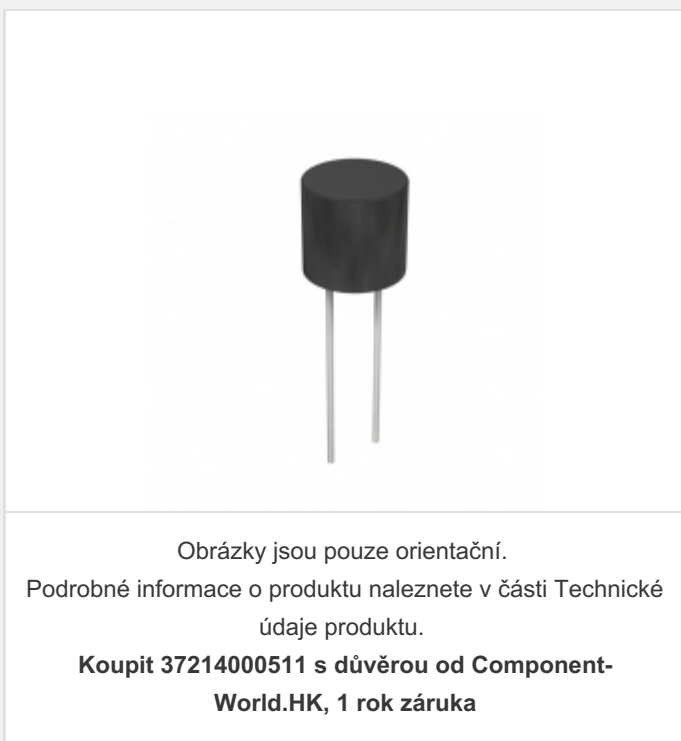 Obrázky jsou pouze orientační.
Podrobné informace o produktu naleznete v části Technické
údaje produktu.
Koupit 37214000511 s důvěrou od Component-
World.HK, 1 rok záruka